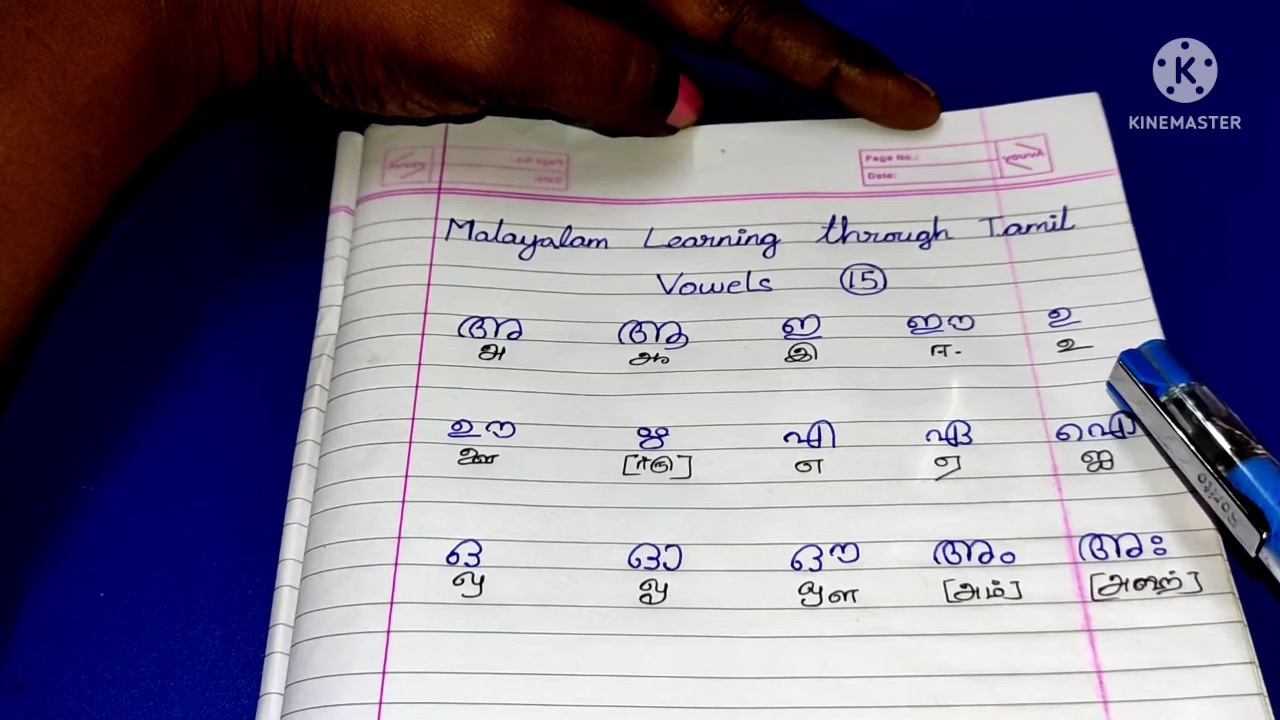 KINEMASTER
Page No.:
Date:
Malayalam Learning through Tamil
Vowels 15
അ ആ ഇ ഈ ഉ
அ ஆ இ ஈ உ
ഊ ഋ എ ഏ ഐ
ஊ [ரு] எ ஏ ஐ
ഒ ഓ ഔ അം അഃ
ஒ ஓ ஔ [அம்] [அஹ்]